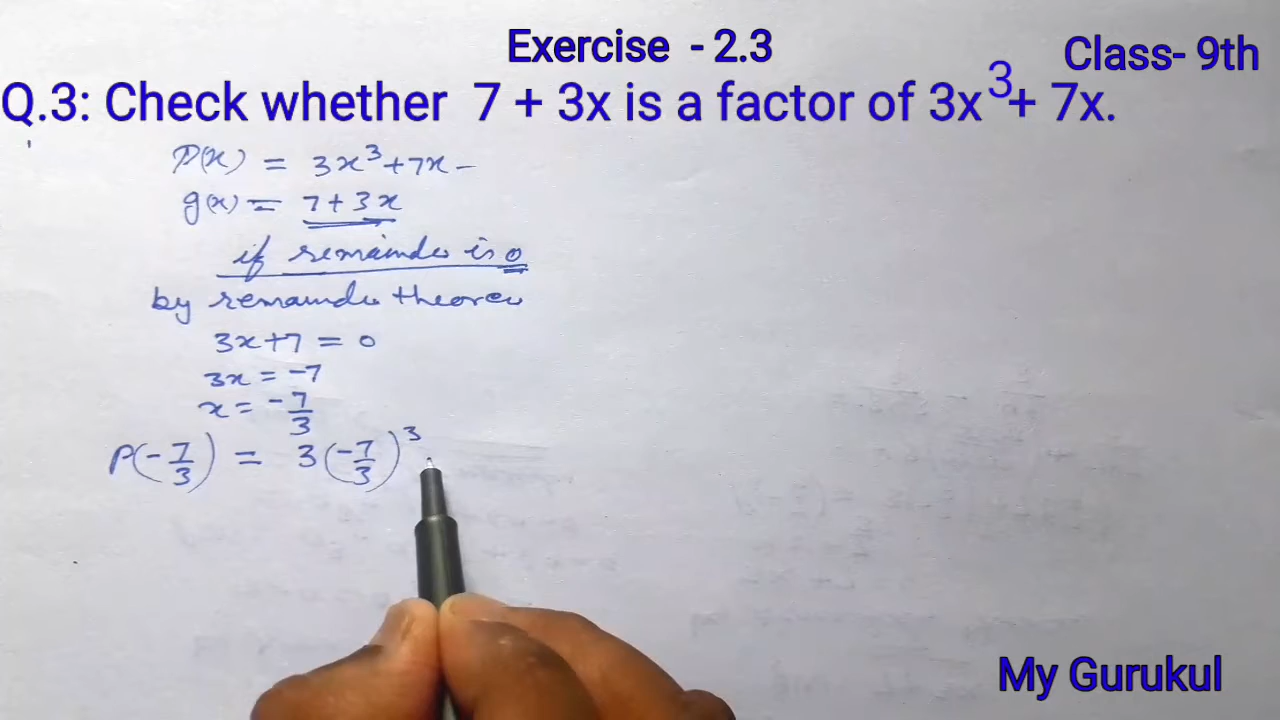 Exercise - 2.3
Class- 9th
Q.3: Check whether 7 + 3x is a factor of 3x³+ 7x.
P(x) = 3x³+7x-
g(x) = 7+3x
if remainder is 0
by remainder theorem
3x+7 = 0
3x = -7
x = -7/3
P(-7/3) = 3(-7/3)³
My Gurukul